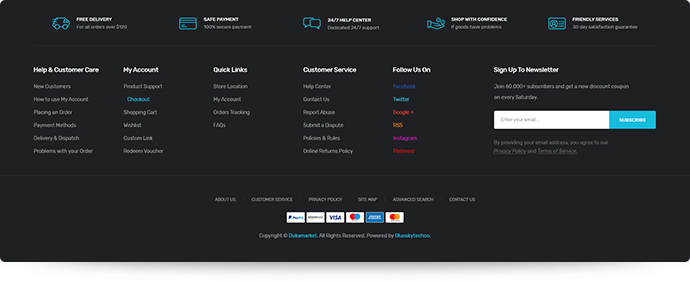 FREE DELIVERY
For all orders over $120
SAFE PAYMENT
100% secure payment
24/7 HELP CENTER
Dedicated 24/7 support
SHOP WITH CONFIDENCE
If goods have problems
FRIENDLY SERVICES
30-day satisfaction guarantee
Help & Customer Care
New Customers
How to use My Account
Placing an Order
Payment Methods
Delivery & Dispatch
Problems with your Order
My Account
Product Support
Checkout
Shopping Cart
Wishlist
Custom Link
Redeem Voucher
Quick Links
Store Location
My Account
Orders Tracking
FAQs
Customer Service
Help Center
Contact Us
Report Abuse
Submit a Dispute
Policies & Rules
Online Returns Policy
Follow Us On
Facebook
Twitter
Google +
RSS
Instagram
Pinterest
Sign Up To Newsletter
Join 60.000+ subscribers and get a new discount coupon
on every Saturday.
Enter your email...
SUBSCRIBE
By providing your email address, you agree to our
Privacy Policy and Terms of Service.
ABOUT US
CUSTOMER SERVICE
PRIVACY POLICY
SITE MAP
ADVANCED SEARCH
CONTACT US
PayPal
amazon
VISA
Copyright © Dukamarket. All Rights Reserved. Powered by Blueskytechco.